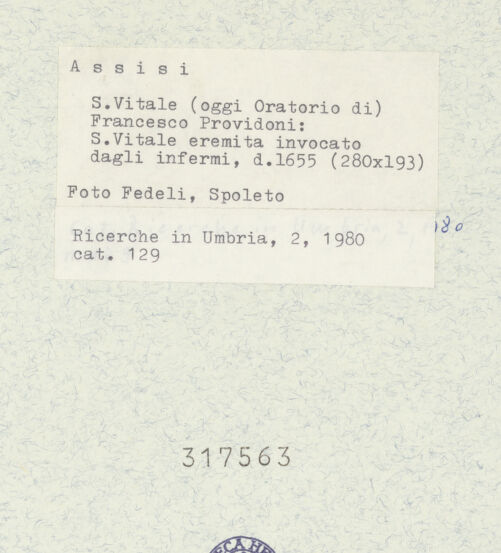 Assisi
S.Vitale (oggi Oratorio di)
Francesco Providoni:
S.Vitale eremita invocato
dagli infermi, d.1655 (280x193)
Foto Fedeli, Spoleto
Ricerche in Umbria, 2, 1980
cat. 129
317563